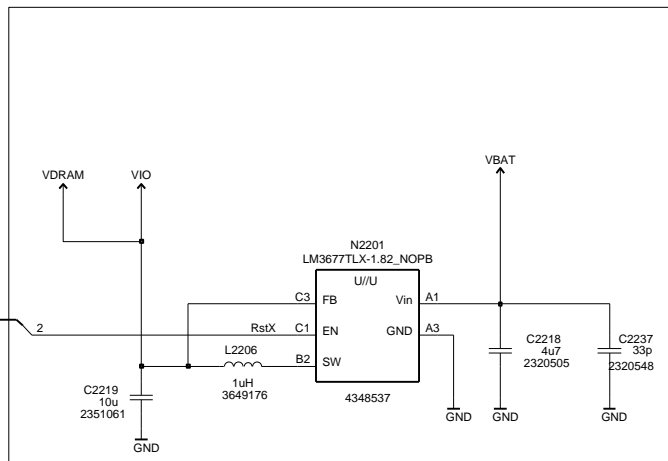 VBAT
VDRAM VIO
N2201
LM3677TLX-1.82_NOPB
U//U
C3 FB Vin A1
2 RstX C1 EN GND A3
L2206 B2 SW
C2218
4u7
2320505
C2237
33p
2320548
1uH
3649176
C2219
10u
2351061
4348537
GND GND GND
GND